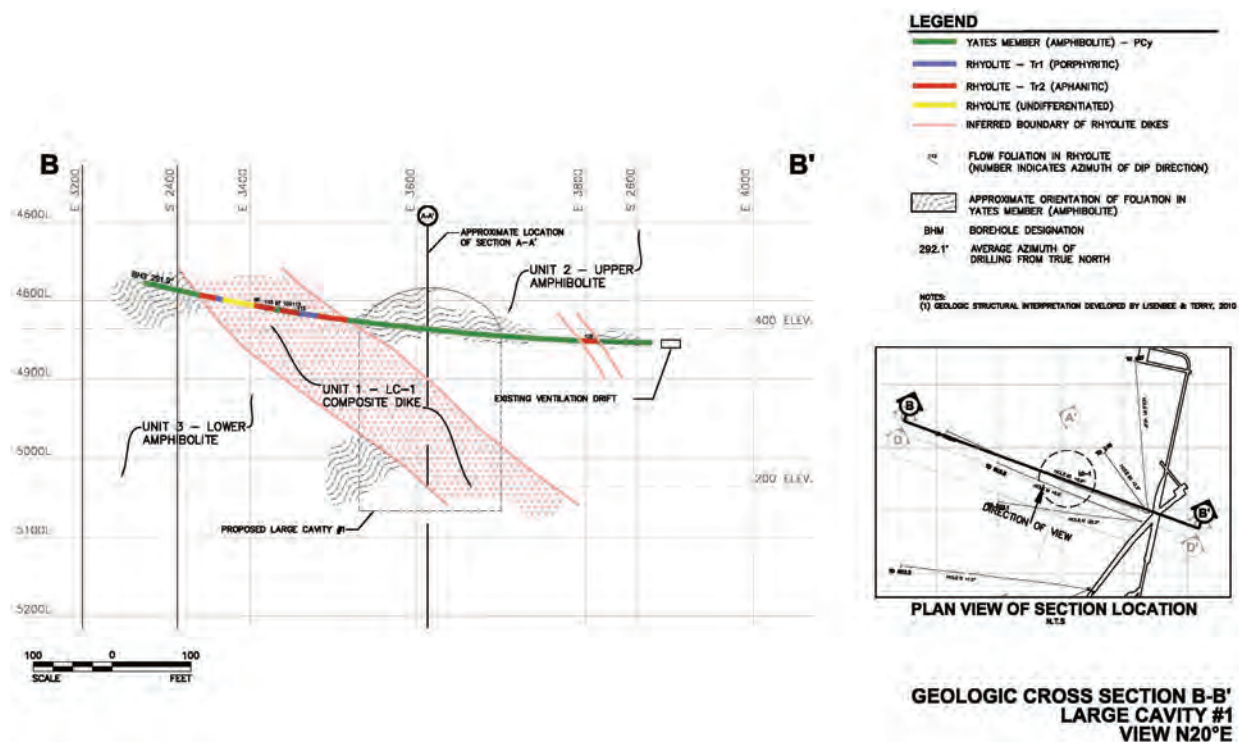 B
B'
E 3200
S 2400
E 3400
E 3600
E 3800
S 2600
E 4000
A-A'
APPROXIMATE LOCATION
OF SECTION A-A'
UNIT 2 - UPPER
AMPHIBOLITE
4600L
4900L
5000L
5100L
5200L
400 ELEV.
200 ELEV.
UNIT 1 - LC-1
COMPOSITE DIKE
UNIT 3 - LOWER
AMPHIBOLITE
EXISTING VENTILATION DRIFT
PROPOSED LARGE CAVITY #1
100 0 100
SCALE FEET
LEGEND
YATES MEMBER (AMPHIBOLITE) - PCy
RHYOLITE - Tr1 (PORPHYRITIC)
RHYOLITE - Tr2 (APHANITIC)
RHYOLITE (UNDIFFERENTIATED)
INFERRED BOUNDARY OF RHYOLITE DIKES
FLOW FOLIATION IN RHYOLITE
(NUMBER INDICATES AZIMUTH OF DIP DIRECTION)
APPROXIMATE ORIENTATION OF FOLIATION IN
YATES MEMBER (AMPHIBOLITE)
BHM BOREHOLE DESIGNATION
292.1° AVERAGE AZIMUTH OF
DRILLING FROM TRUE NORTH
NOTES:
(1) GEOLOGIC STRUCTURAL INTERPRETATION DEVELOPED BY LISENBEE & TERRY, 2010
B
D
A'
DIRECTION OF VIEW
B'
D'
PLAN VIEW OF SECTION LOCATION
N.T.S
GEOLOGIC CROSS SECTION B-B'
LARGE CAVITY #1
VIEW N20°E